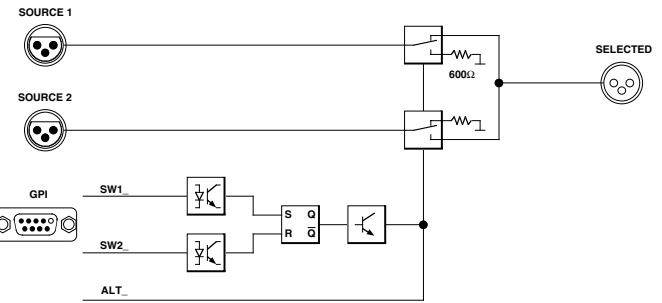 SOURCE 1
SELECTED
600Ω
SOURCE 2
GPI
SW1_
S Q
R Q̅
SW2_
ALT_